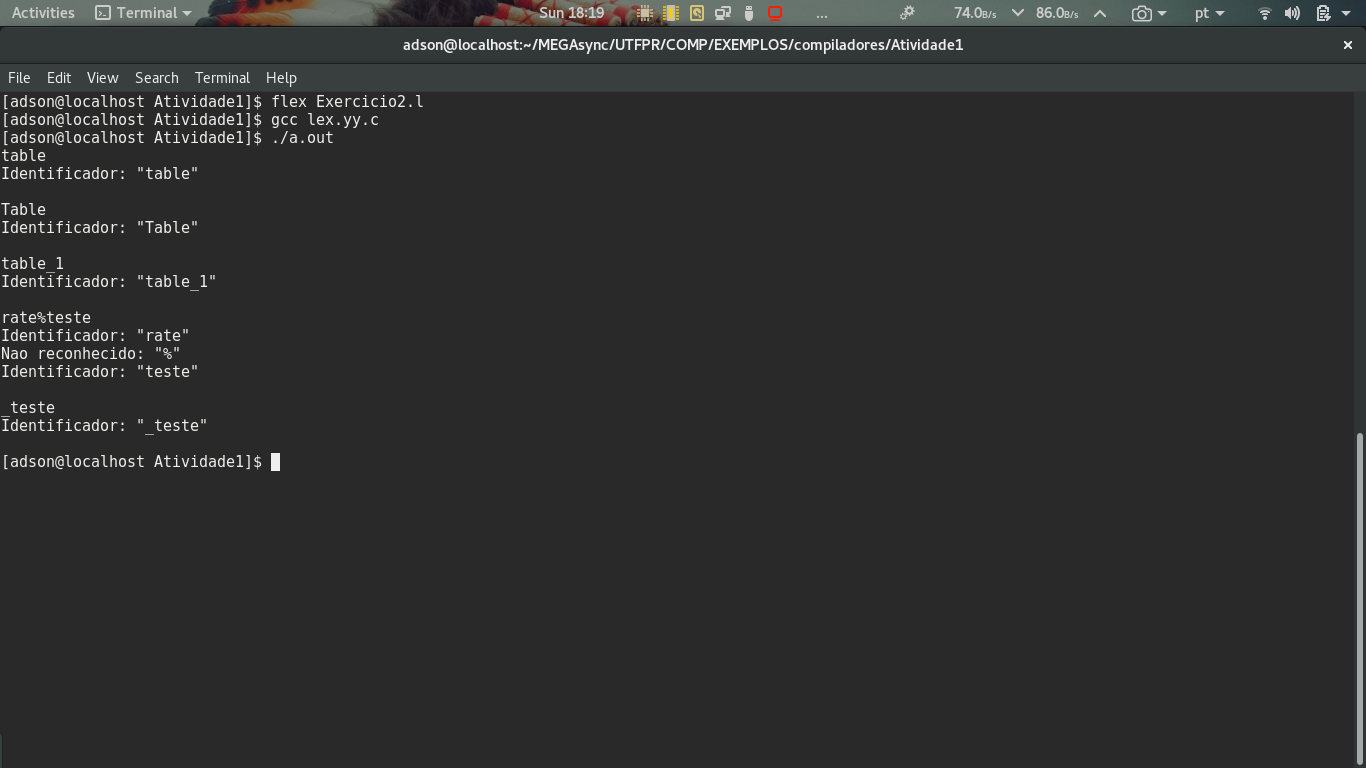 Activities Terminal Sun 18:19 ... 74.0B/s 86.0B/s pt
adson@localhost:~/MEGAsync/UTFPR/COMP/EXEMPLOS/compiladores/Atividade1 ×
File Edit View Search Terminal Help
[adson@localhost Atividade1]$ flex Exercicio2.l
[adson@localhost Atividade1]$ gcc lex.yy.c
[adson@localhost Atividade1]$ ./a.out
table
Identificador: "table"
Table
Identificador: "Table"
table_1
Identificador: "table_1"
rate%teste
Identificador: "rate"
Nao reconhecido: "%"
Identificador: "teste"
_teste
Identificador: "_teste"
[adson@localhost Atividade1]$